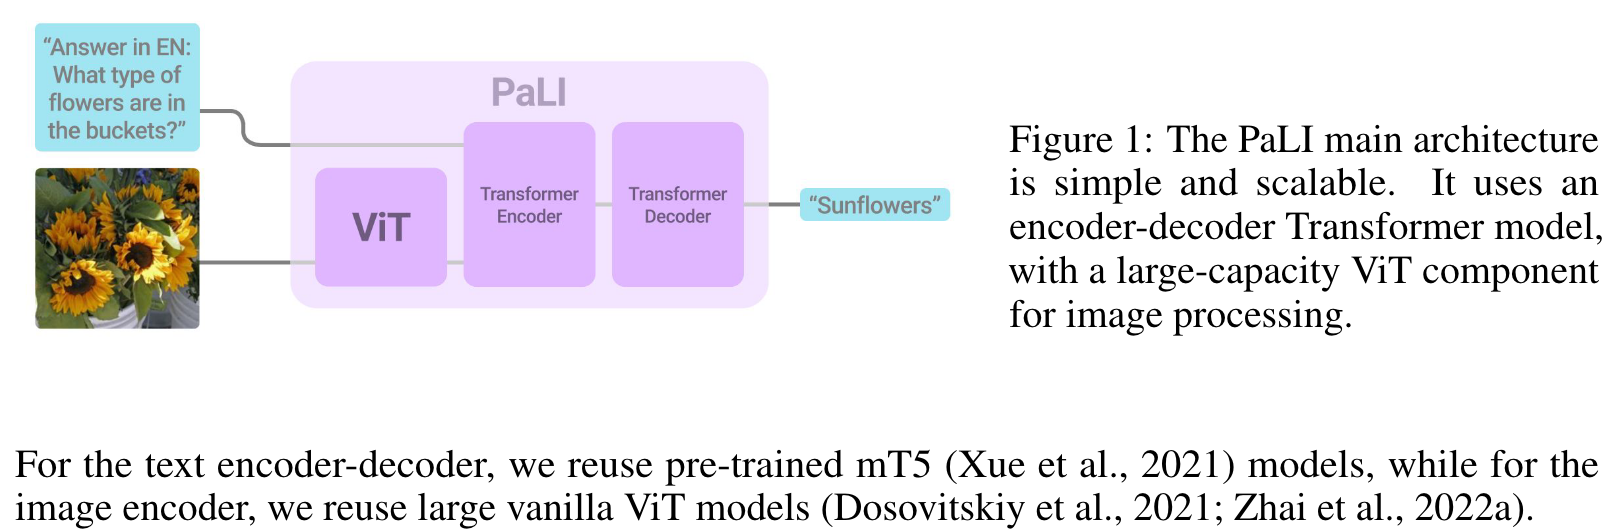 “Answer in EN:
What type of
flowers are in
the buckets?”
PaLI
ViT
Transformer
Encoder
Transformer
Decoder
“Sunflowers”
Figure 1: The PaLI main architecture
is simple and scalable. It uses an
encoder-decoder Transformer model,
with a large-capacity ViT component
for image processing.
For the text encoder-decoder, we reuse pre-trained mT5 (Xue et al., 2021) models, while for the
image encoder, we reuse large vanilla ViT models (Dosovitskiy et al., 2021; Zhai et al., 2022a).